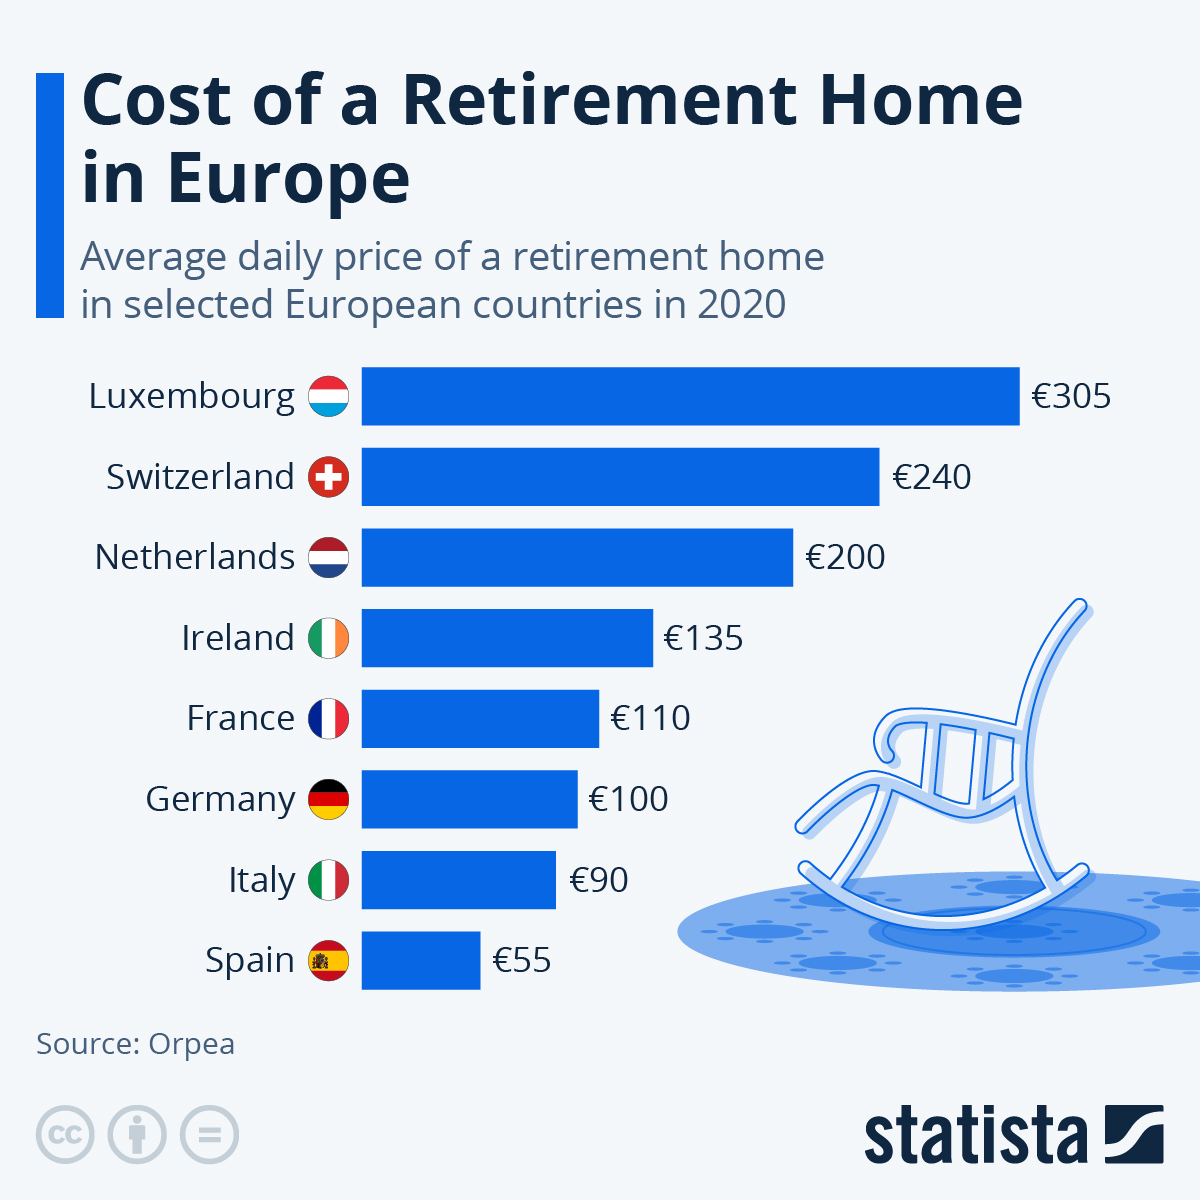 Cost of a Retirement Home
in Europe
Average daily price of a retirement home
in selected European countries in 2020
Luxembourg €305
Switzerland €240
Netherlands €200
Ireland €135
France €110
Germany €100
Italy €90
Spain €55
Source: Orpea
cc
statista